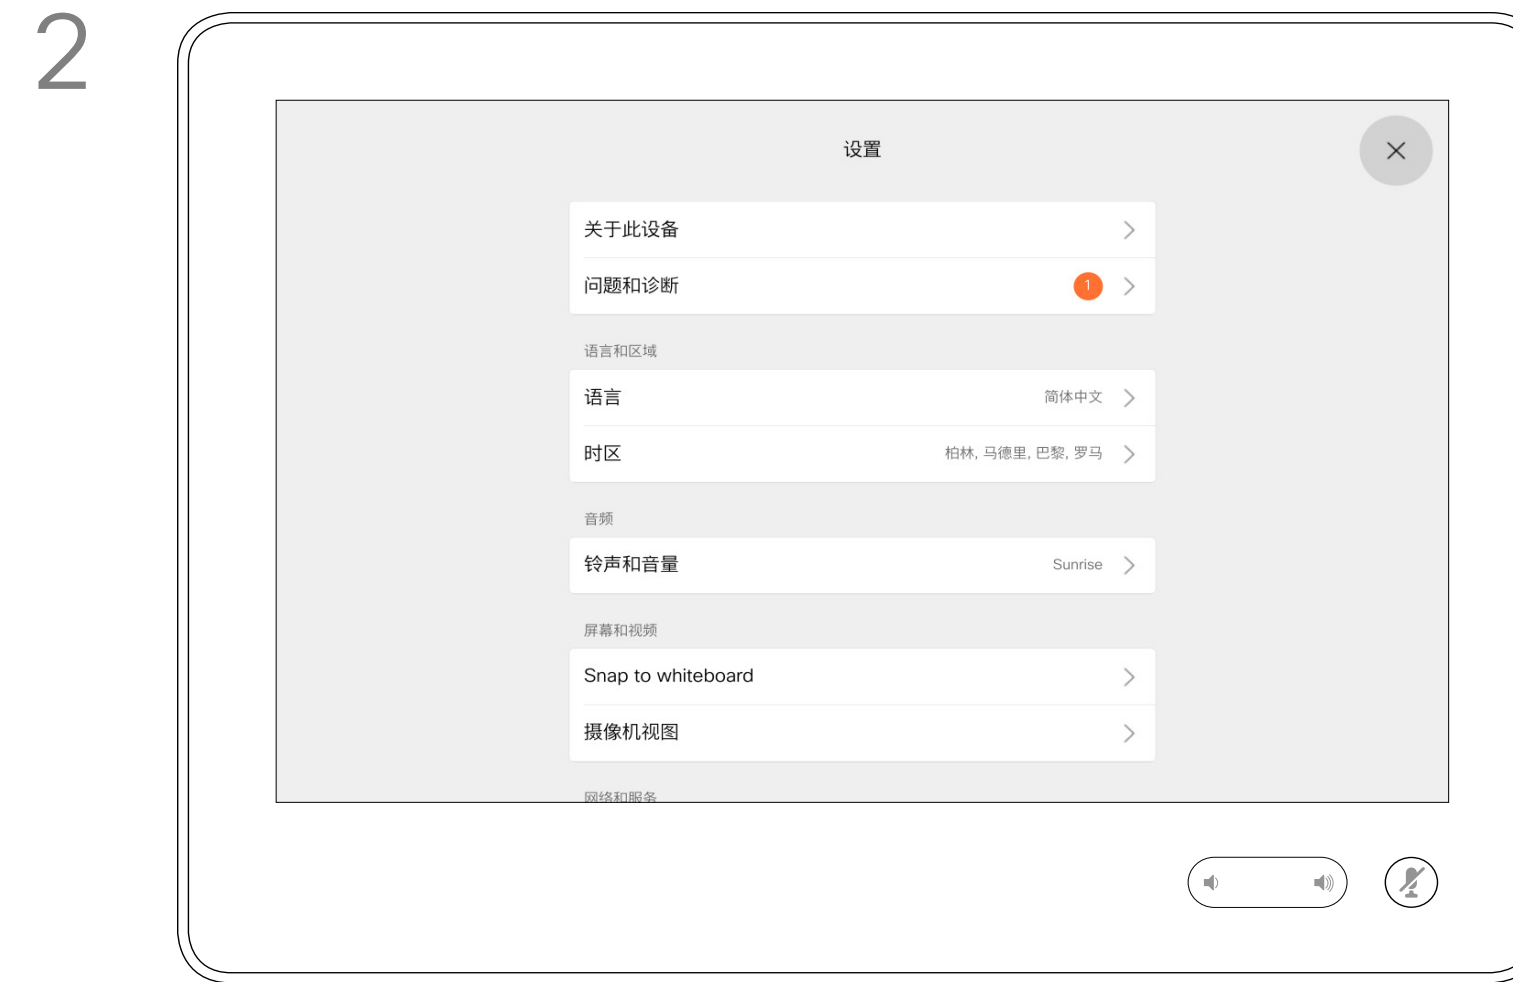 2
设置
关于此设备
问题和诊断 1
语言和区域
语言 简体中文
时区 柏林, 马德里, 巴黎, 罗马
音频
铃声和音量 Sunrise
屏幕和视频
Snap to whiteboard
摄像机视图
网络和服务